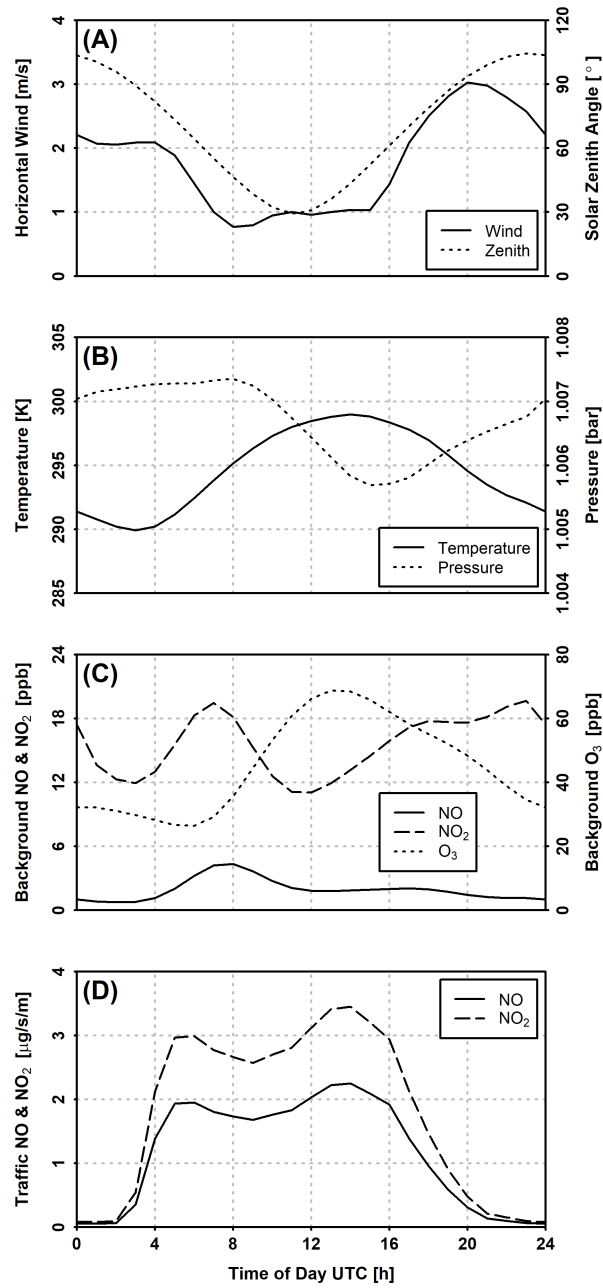 (A)
Horizontal Wind [m/s]
0
1
2
3
4
Solar Zenith Angle [°]
0
30
60
90
120
Wind
Zenith
(B)
Temperature [K]
285
290
295
300
305
Pressure [bar]
1.004
1.005
1.006
1.007
1.008
Temperature
Pressure
(C)
Background NO & NO₂ [ppb]
0
6
12
18
24
Background O₃ [ppb]
0
20
40
60
80
NO
NO₂
O₃
(D)
Traffic NO & NO₂ [μg/s/m]
0
1
2
3
4
NO
NO₂
0 4 8 12 16 20 24
Time of Day UTC [h]